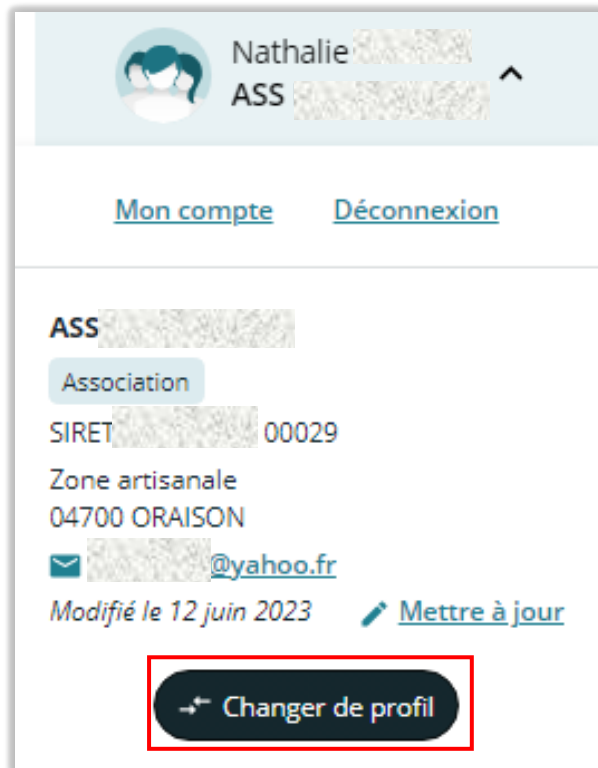 Nathalie
ASS
Mon compte Déconnexion
ASS
Association
SIRET 00029
Zone artisanale
04700 ORAISON
@yahoo.fr
Modifié le 12 juin 2023 Mettre à jour
Changer de profil